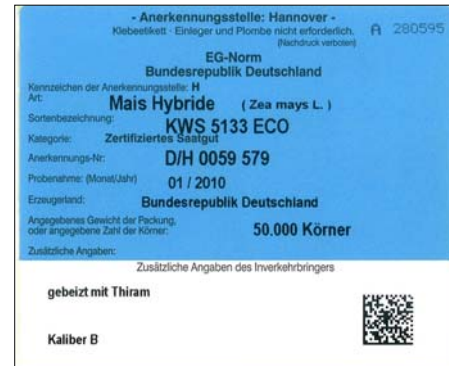 - Anerkennungsstelle: Hannover -
Klebeetikett - Einleger und Plombe nicht erforderlich.
(Nachdruck verboten)
A 280595
EG-Norm
Bundesrepublik Deutschland
Kennzeichen der Anerkennungsstelle: H
Art: Mais Hybride (Zea mays L.)
Sortenbezeichnung: KWS 5133 ECO
Kategorie: Zertifiziertes Saatgut
Anerkennungs-Nr: D/H 0059 579
Probenahme: (Monat/Jahr) 01 / 2010
Erzeugerland: Bundesrepublik Deutschland
Angegebenes Gewicht der Packung,
oder angegebene Zahl der Körner: 50.000 Körner
Zusätzliche Angaben:
Zusätzliche Angaben des Inverkehrbringers
gebeizt mit Thiram
Kaliber B